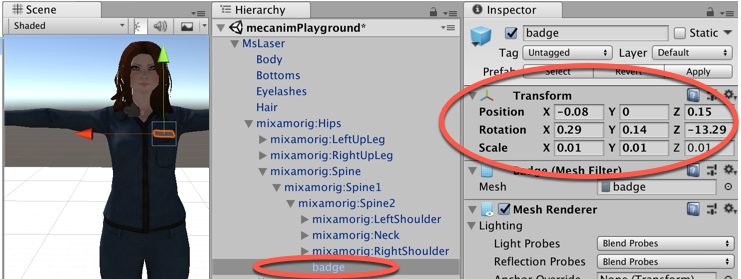 Scene
Shaded
Hierarchy
mecanimPlayground*
MsLaser
Body
Bottoms
Eyelashes
Hair
mixamorig:Hips
mixamorig:LeftUpLeg
mixamorig:RightUpLeg
mixamorig:Spine
mixamorig:Spine1
mixamorig:Spine2
mixamorig:LeftShoulder
mixamorig:Neck
mixamorig:RightShoulder
badge
Inspector
badge Static
Tag Untagged Layer Default
Prefab Select Revert Apply
Transform
Position X -0.08 Y 0 Z 0.15
Rotation X 0.29 Y 0.14 Z -13.29
Scale X 0.01 Y 0.01 Z 0.01
Badge (Mesh Filter)
Mesh badge
Mesh Renderer
Lighting
Light Probes Blend Probes
Reflection Probes Blend Probes
Anchor Override None (Transform)